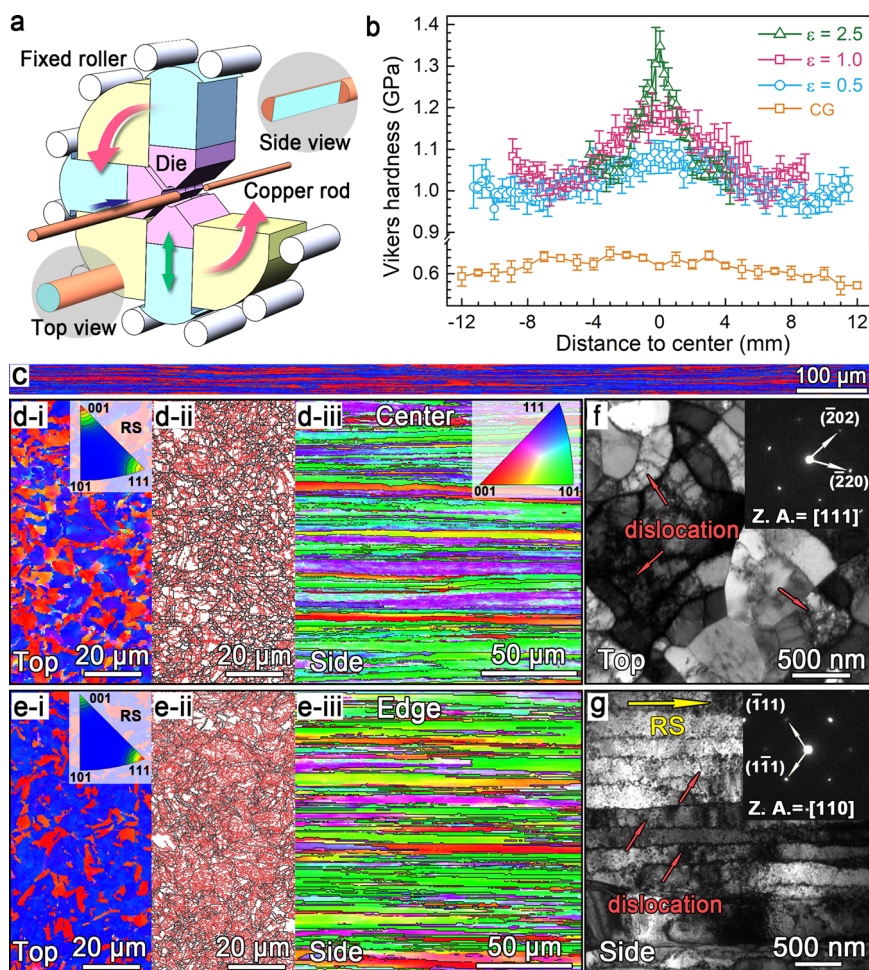 a
Fixed roller
Die
Side view
Copper rod
Top view
b
Vikers hardness (GPa)
1.4
1.3
1.2
1.1
1.0
0.9
0.6
ε = 2.5
ε = 1.0
ε = 0.5
CG
-12 -8 -4 0 4 8 12
Distance to center (mm)
c
100 µm
d-i
001
RS
101
111
Top
20 µm
d-ii
20 µm
d-iii
Center
111
001
101
Side
50 µm
f
(2̅02)
(2̅20)
Z. A.= [111]
dislocation
Top
500 nm
e-i
001
RS
101
111
Top
20 µm
e-ii
20 µm
e-iii
Edge
Side
50 µm
g
RS
(1̅11)
(11̅1)
Z. A.= [110]
dislocation
Side
500 nm